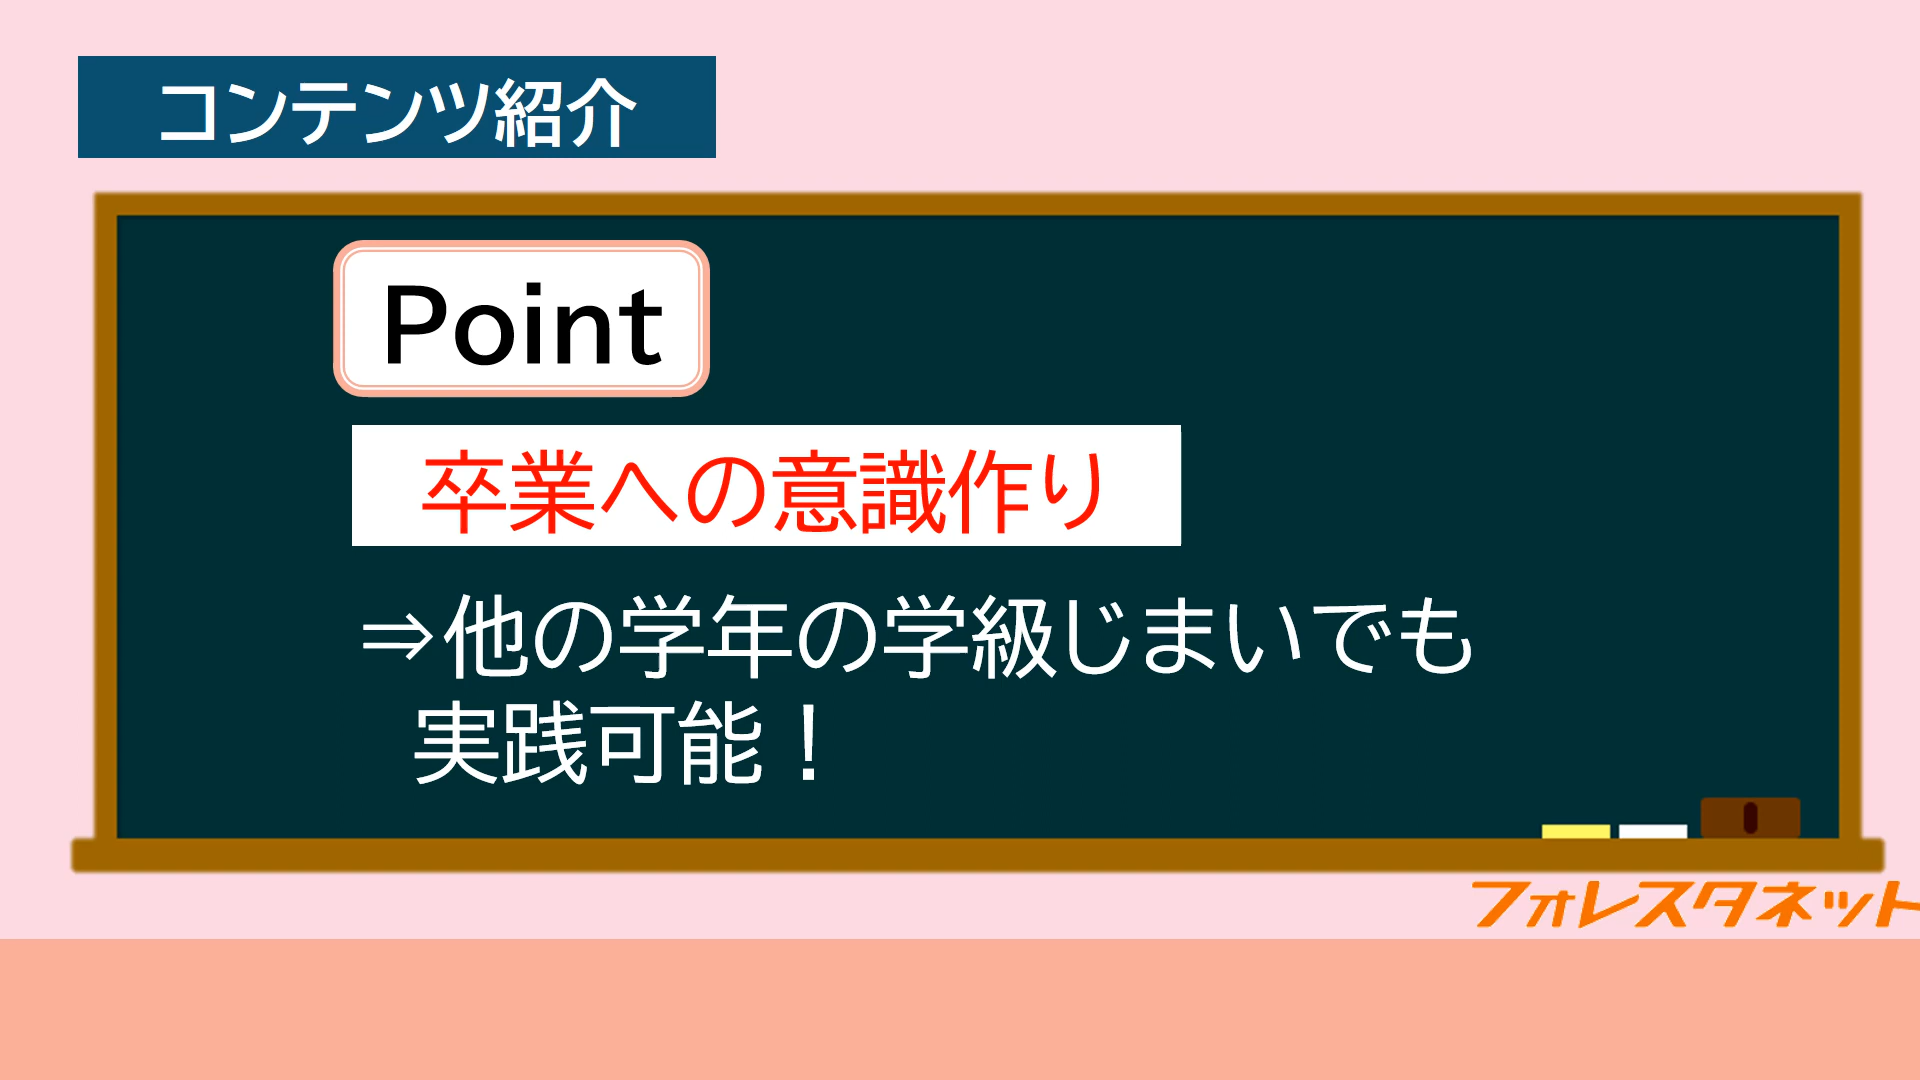 コンテンツ紹介
Point
卒業への意識作り
⇒他の学年の学級じまいでも
実践可能！
フォレスタネット